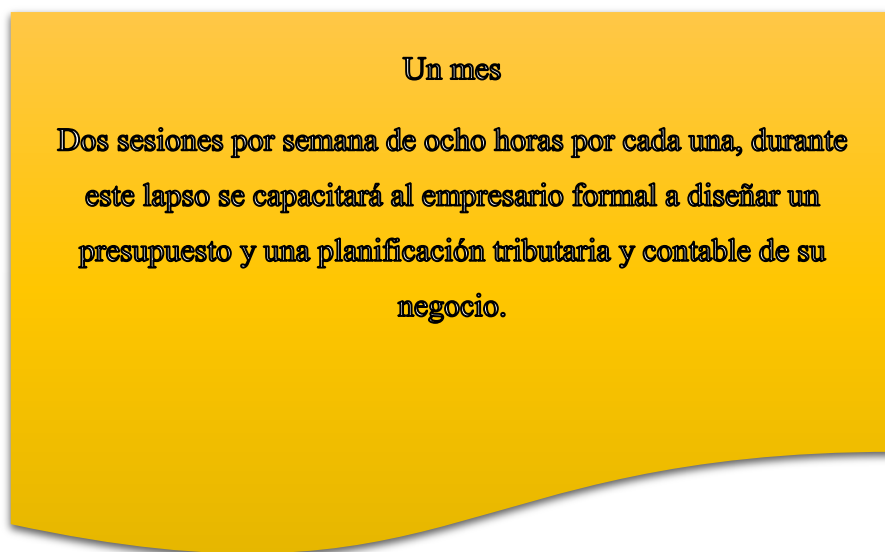 Un mes
Dos sesiones por semana de ocho horas por cada una, durante
este lapso se capacitará al empresario formal a diseñar un
presupuesto y una planificación tributaria y contable de su
negocio.